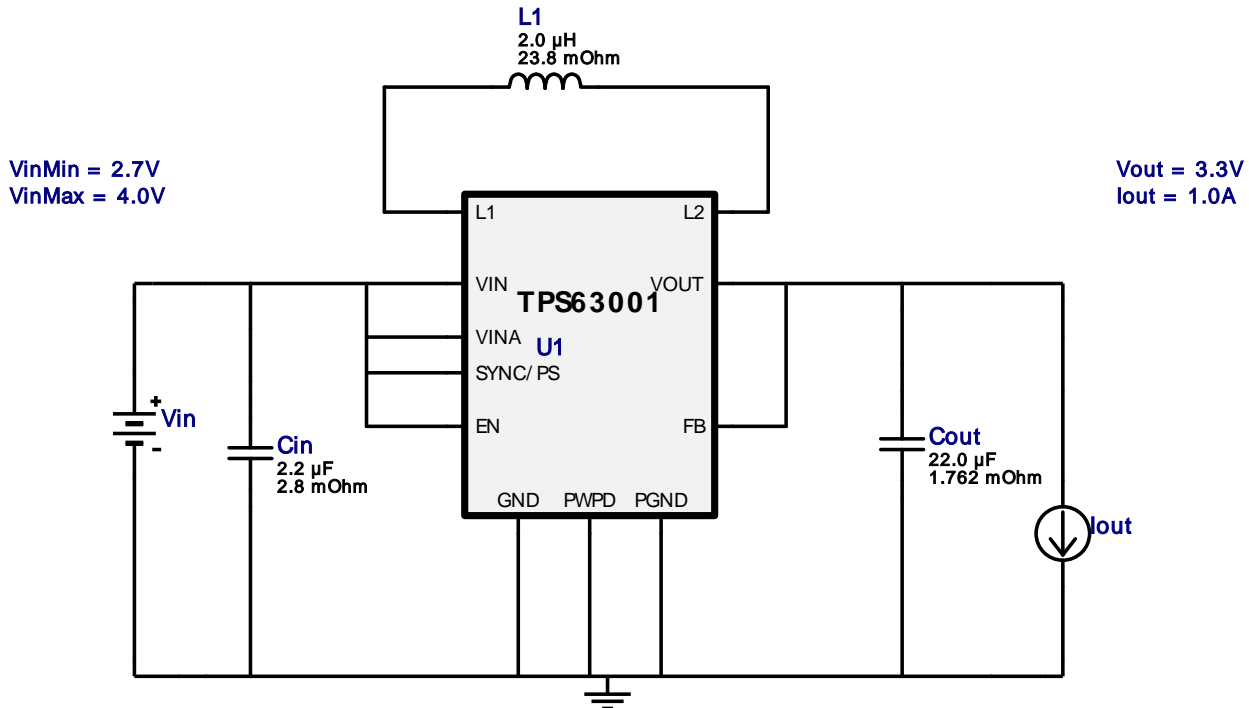 L1
2.0 µH
23.8 mOhm
VinMin = 2.7V
VinMax = 4.0V
Vout = 3.3V
Iout = 1.0A
L1
L2
VIN
VOUT
TPS63001
VINA
U1
SYNC/ PS
EN
FB
+
Vin
-
Cin
2.2 µF
2.8 mOhm
Cout
22.0 µF
1.762 mOhm
GND PWPD PGND
Iout